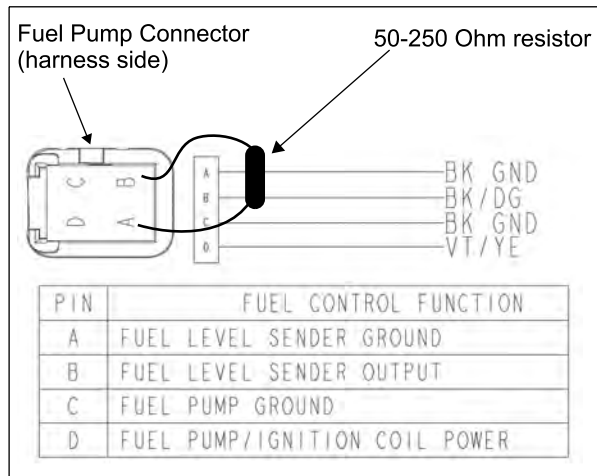 Fuel Pump Connector
(harness side)
50-250 Ohm resistor
C B
D A
A BK GND
B BK/DG
C BK GND
D VT/YE
PIN FUEL CONTROL FUNCTION
A FUEL LEVEL SENDER GROUND
B FUEL LEVEL SENDER OUTPUT
C FUEL PUMP GROUND
D FUEL PUMP/IGNITION COIL POWER